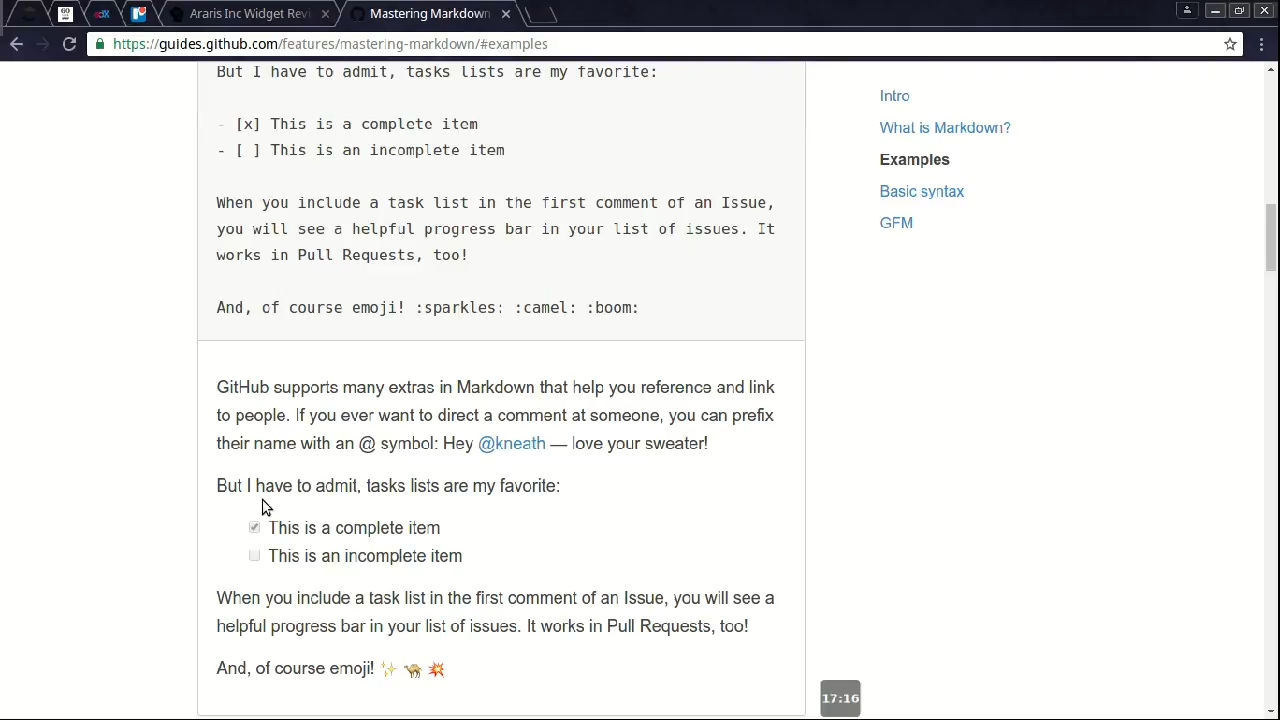 GO
edX
Araris Inc Widget Rev
Mastering Markdown
https://guides.github.com/features/mastering-markdown/#examples
But I have to admit, tasks lists are my favorite:
- [x] This is a complete item
- [ ] This is an incomplete item
When you include a task list in the first comment of an Issue,
you will see a helpful progress bar in your list of issues. It
works in Pull Requests, too!
And, of course emoji! :sparkles: :camel: :boom:
GitHub supports many extras in Markdown that help you reference and link
to people. If you ever want to direct a comment at someone, you can prefix
their name with an @ symbol: Hey @kneath — love your sweater!
But I have to admit, tasks lists are my favorite:
This is a complete item
This is an incomplete item
When you include a task list in the first comment of an Issue, you will see a
helpful progress bar in your list of issues. It works in Pull Requests, too!
And, of course emoji! ✨ 🐫 💥
Intro
What is Markdown?
Examples
Basic syntax
GFM
17:16